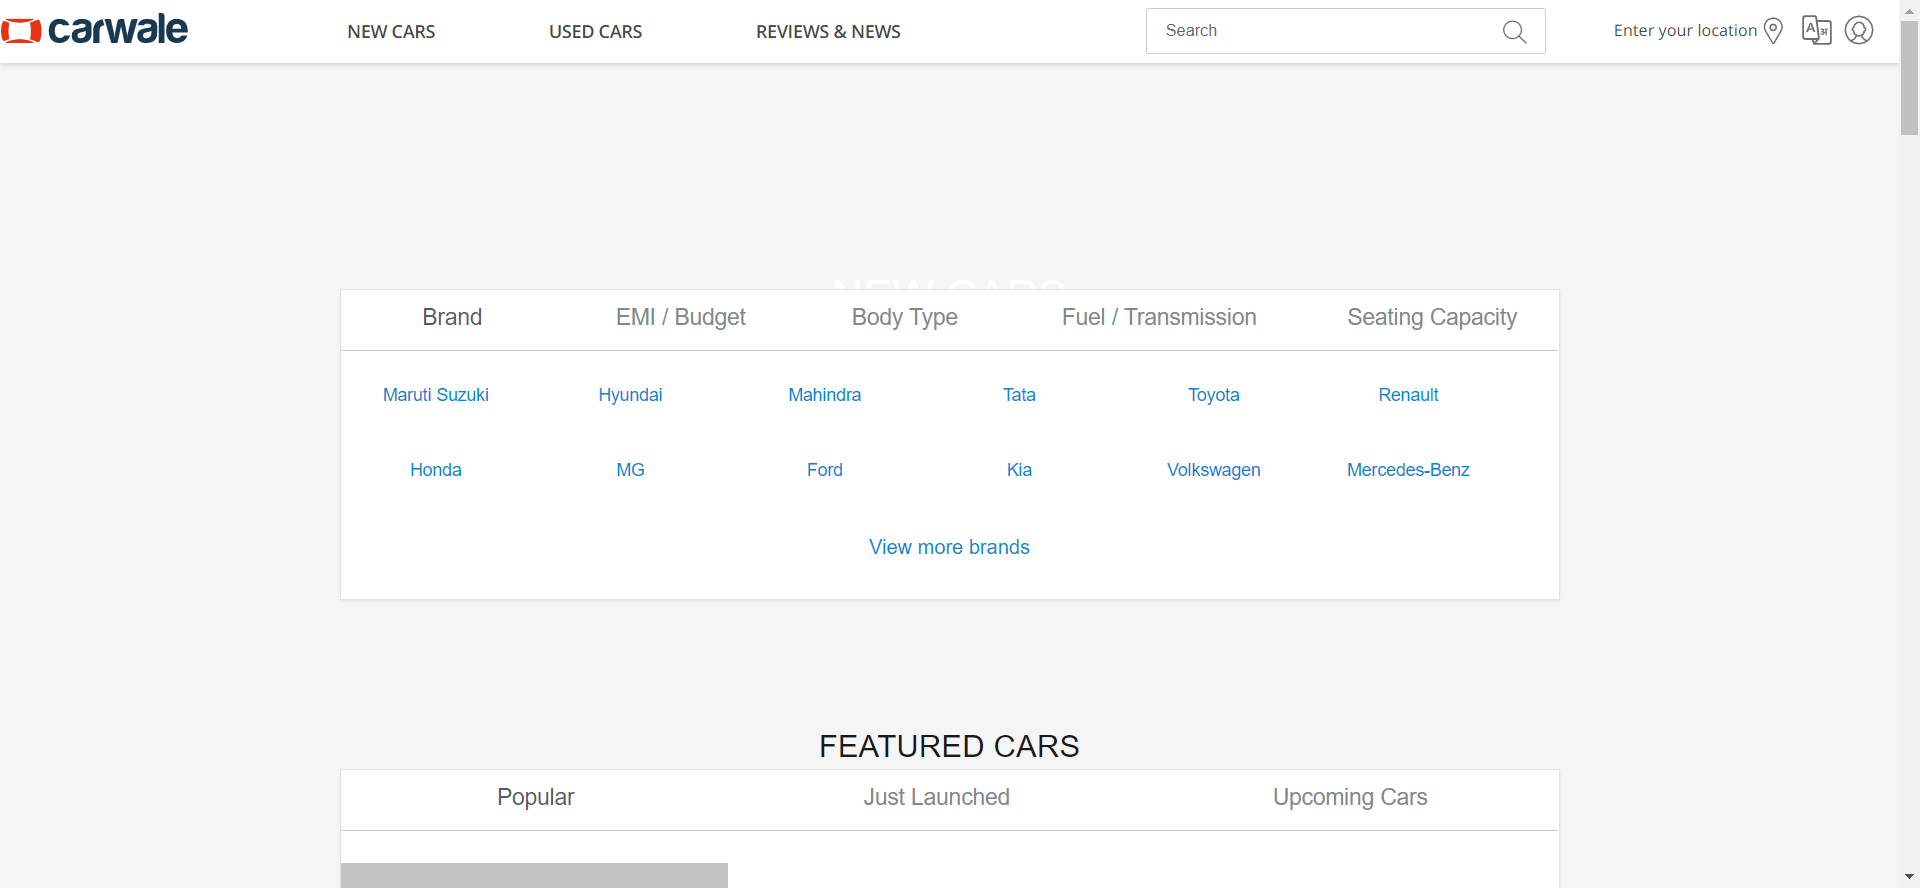 carwale
NEW CARS
USED CARS
REVIEWS & NEWS
Search
Enter your location
A अ
NEW CARS
Brand
EMI / Budget
Body Type
Fuel / Transmission
Seating Capacity
Maruti Suzuki
Hyundai
Mahindra
Tata
Toyota
Renault
Honda
MG
Ford
Kia
Volkswagen
Mercedes-Benz
View more brands
FEATURED CARS
Popular
Just Launched
Upcoming Cars